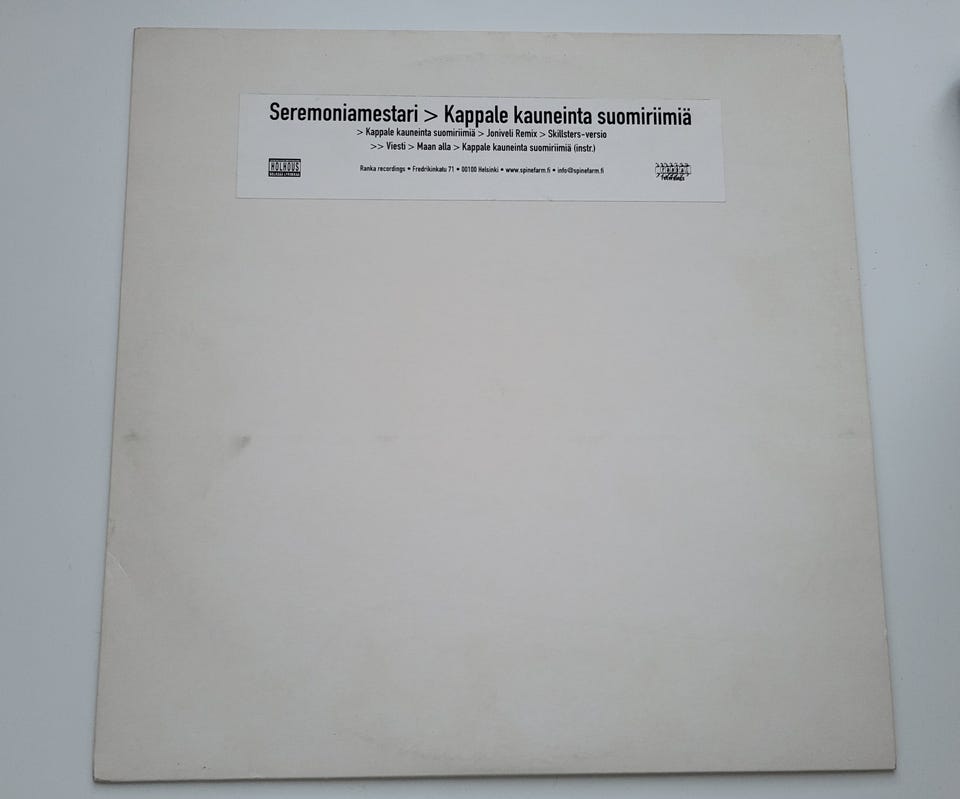 Seremoniamestari > Kappale kauneinta suomiriimiä
> Kappale kauneinta suomiriimiä > Joniveli Remix > Skillsters-versio
>> Viesti > Maan alla > Kappale kauneinta suomiriimiä (instr.)
HOLHOUS
Ranka recordings • Fredrikinkatu 71 • 00100 Helsinki • www.spinefarm.fi • info@spinefarm.fi